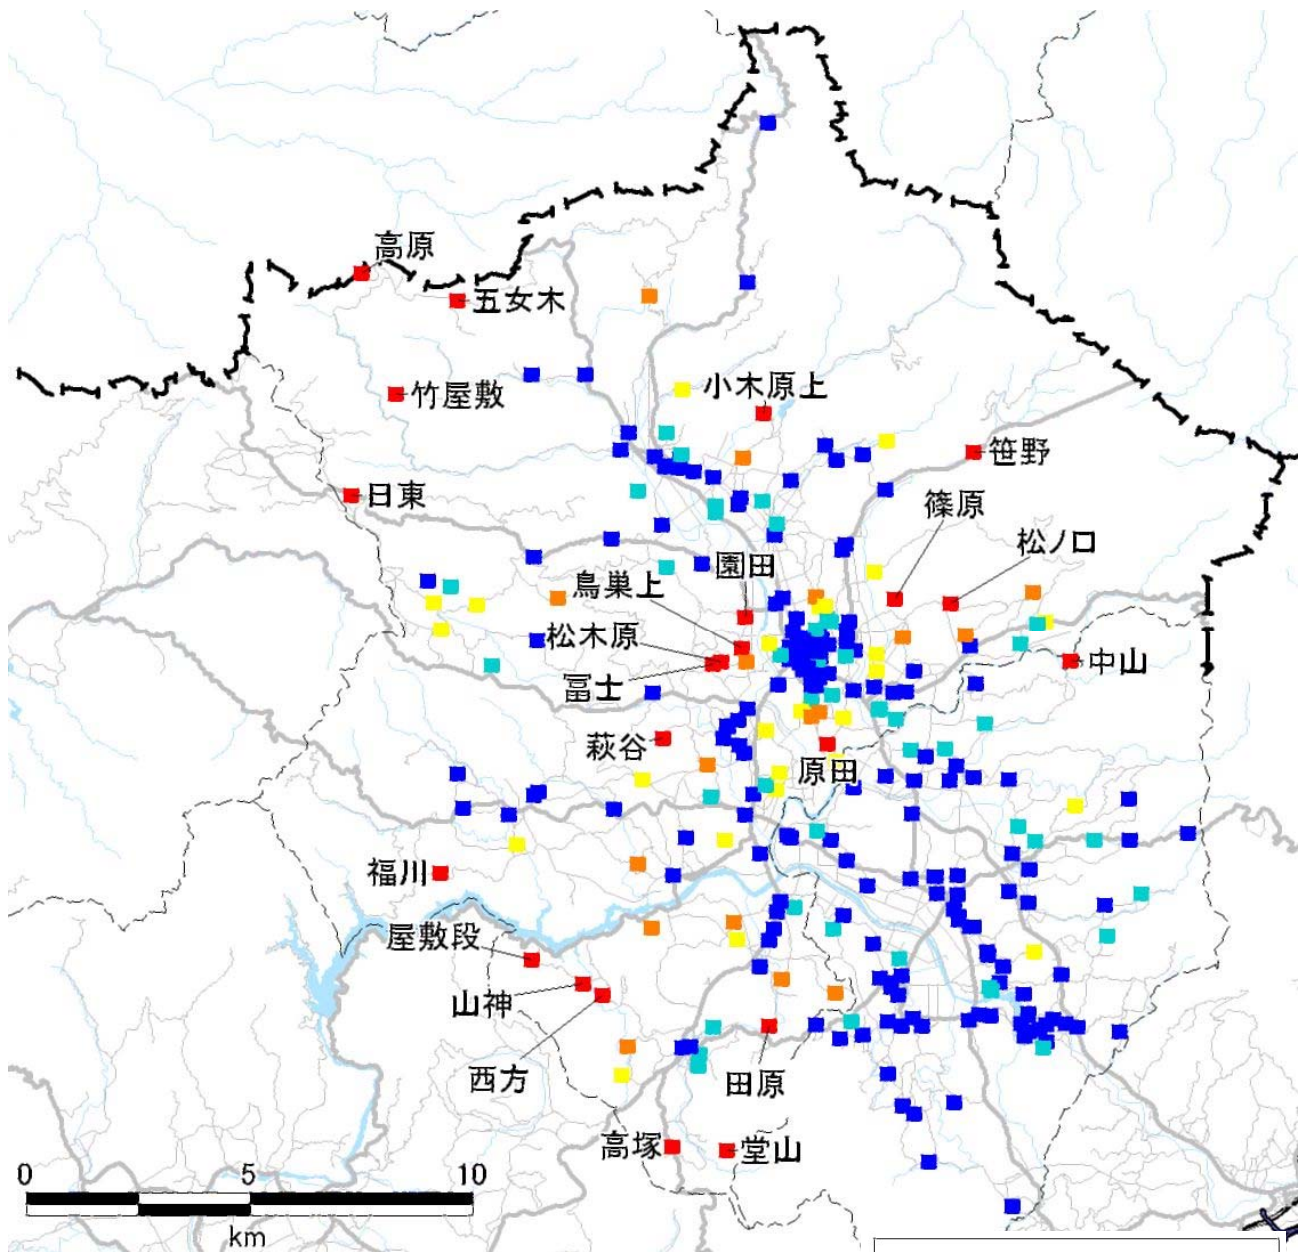 高原
五女木
竹屋敷
小木原上
笹野
日東
篠原
松ノ口
園田
鳥巣上
松木原
冨士
中山
萩谷
原田
福川
屋敷段
山神
西方
田原
高塚
堂山
0 5 10
km